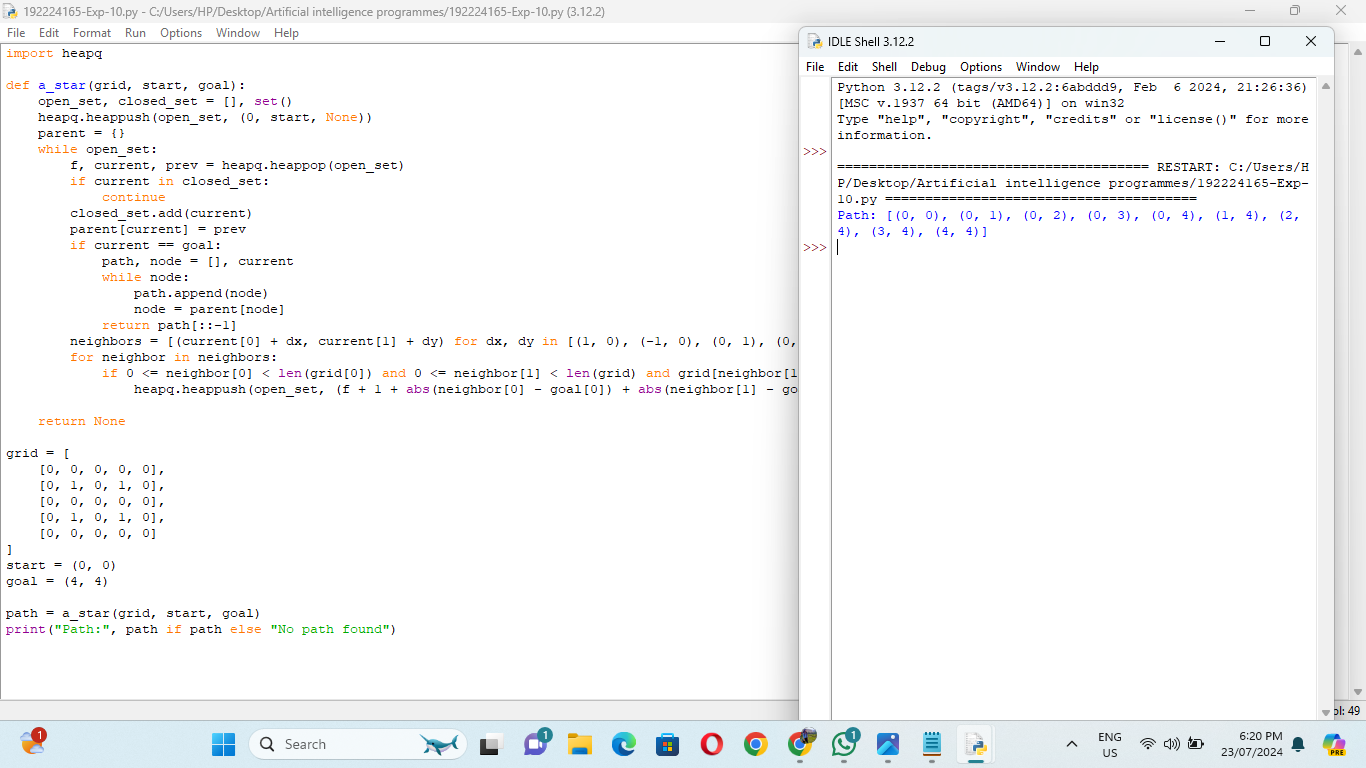 192224165-Exp-10.py - C:/Users/HP/Desktop/Artificial intelligence programmes/192224165-Exp-10.py (3.12.2)
File Edit Format Run Options Window Help
import heapq
def a_star(grid, start, goal):
    open_set, closed_set = [], set()
    heapq.heappush(open_set, (0, start, None))
    parent = {}
    while open_set:
        f, current, prev = heapq.heappop(open_set)
        if current in closed_set:
            continue
        closed_set.add(current)
        parent[current] = prev
        if current == goal:
            path, node = [], current
            while node:
                path.append(node)
                node = parent[node]
            return path[::-1]
        neighbors = [(current[0] + dx, current[1] + dy) for dx, dy in [(1, 0), (-1, 0), (0, 1), (0,
        for neighbor in neighbors:
            if 0 <= neighbor[0] < len(grid[0]) and 0 <= neighbor[1] < len(grid) and grid[neighbor[1
                heapq.heappush(open_set, (f + 1 + abs(neighbor[0] - goal[0]) + abs(neighbor[1] - go
    return None
grid = [
    [0, 0, 0, 0, 0],
    [0, 1, 0, 1, 0],
    [0, 0, 0, 0, 0],
    [0, 1, 0, 1, 0],
    [0, 0, 0, 0, 0]
]
start = (0, 0)
goal = (4, 4)
path = a_star(grid, start, goal)
print("Path:", path if path else "No path found")
IDLE Shell 3.12.2
File Edit Shell Debug Options Window Help
Python 3.12.2 (tags/v3.12.2:6abddd9, Feb  6 2024, 21:26:36)
[MSC v.1937 64 bit (AMD64)] on win32
Type "help", "copyright", "credits" or "license()" for more
information.
>>>
======================================= RESTART: C:/Users/H
P/Desktop/Artificial intelligence programmes/192224165-Exp-
10.py =======================================
Path: [(0, 0), (0, 1), (0, 2), (0, 3), (0, 4), (1, 4), (2,
4), (3, 4), (4, 4)]
>>>
ol: 49
1
Search
1
1
ENG
US
6:20 PM
23/07/2024
PRE